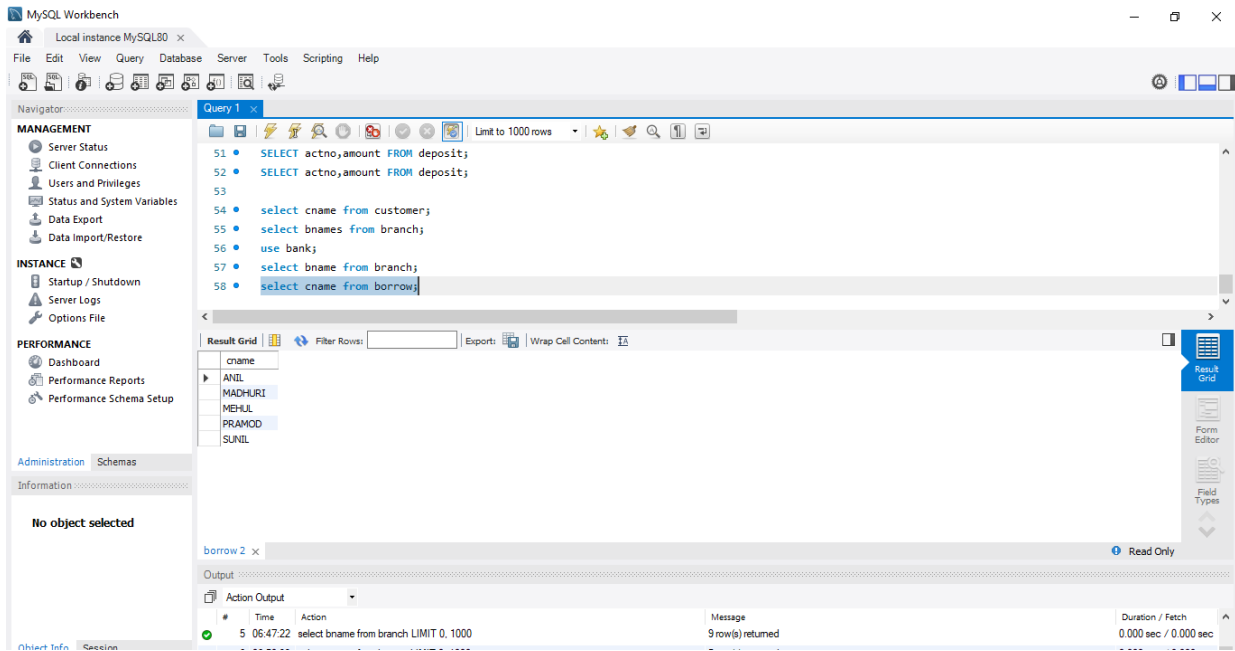 MySQL Workbench
Local instance MySQL80
File Edit View Query Database Server Tools Scripting Help
Navigator
MANAGEMENT
Server Status
Client Connections
Users and Privileges
Status and System Variables
Data Export
Data Import/Restore
INSTANCE
Startup / Shutdown
Server Logs
Options File
PERFORMANCE
Dashboard
Performance Reports
Performance Schema Setup
Administration Schemas
Information
No object selected
Object Info Session
Query 1
Limit to 1000 rows
51 SELECT actno,amount FROM deposit;
52 SELECT actno,amount FROM deposit;
53
54 select cname from customer;
55 select bnames from branch;
56 use bank;
57 select bname from branch;
58 select cname from borrow;
Result Grid Filter Rows: Export: Wrap Cell Content:
cname
ANIL
MADHURI
MEHUL
PRAMOD
SUNIL
Result
Grid
Form
Editor
Field
Types
borrow 2 Read Only
Output
Action Output
# Time Action Message Duration / Fetch
5 06:47:22 select bname from branch LIMIT 0, 1000 9 row(s) returned 0.000 sec / 0.000 sec